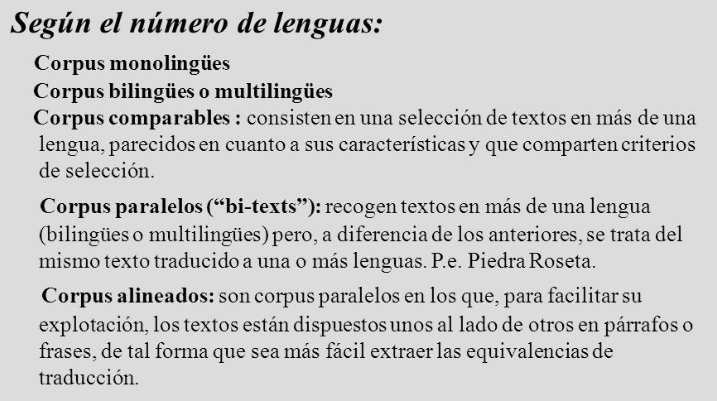 Según el número de lenguas:
Corpus monolingües
Corpus bilingües o multilingües
Corpus comparables : consisten en una selección de textos en más de una
lengua, parecidos en cuanto a sus características y que comparten criterios
de selección.
Corpus paralelos (“bi-texts”): recogen textos en más de una lengua
(bilingües o multilingües) pero, a diferencia de los anteriores, se trata del
mismo texto traducido a una o más lenguas. P.e. Piedra Roseta.
Corpus alineados: son corpus paralelos en los que, para facilitar su
explotación, los textos están dispuestos unos al lado de otros en párrafos o
frases, de tal forma que sea más fácil extraer las equivalencias de
traducción.